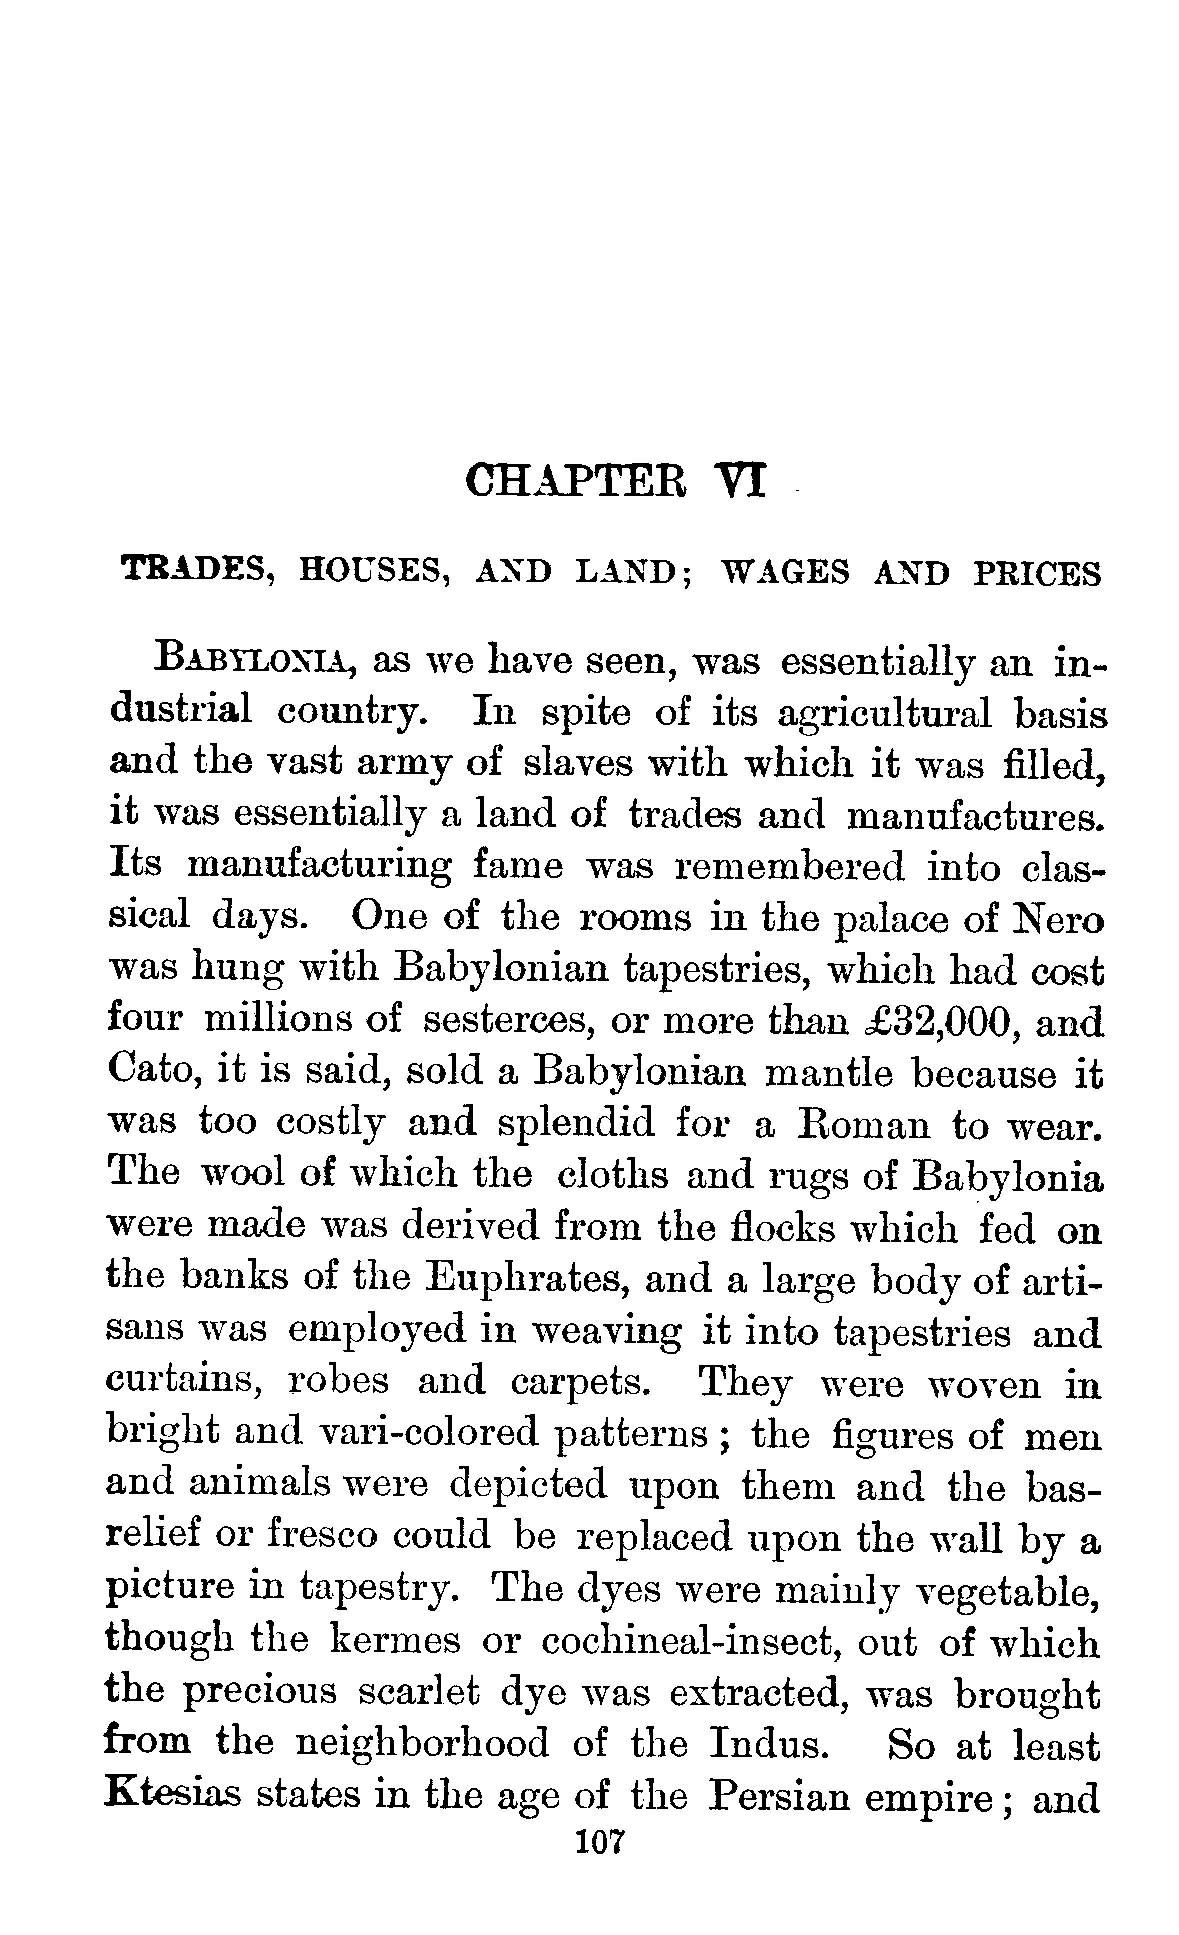 CHAPTER VI
TRADES, HOUSES, AND LAND; WAGES AND PRICES
BABYLONIA, as we have seen, was essentially an in-
dustrial country. In spite of its agricultural basis
and the vast army of slaves with which it was filled,
it was essentially a land of trades and manufactures.
Its manufacturing fame was remembered into clas-
sical days. One of the rooms in the palace of Nero
was hung with Babylonian tapestries, which had cost
four millions of sesterces, or more than £32,000, and
Cato, it is said, sold a Babylonian mantle because it
was too costly and splendid for a Roman to wear.
The wool of which the cloths and rugs of Babylonia
were made was derived from the flocks which fed on
the banks of the Euphrates, and a large body of arti-
sans was employed in weaving it into tapestries and
curtains, robes and carpets. They were woven in
bright and vari-colored patterns; the figures of men
and animals were depicted upon them and the bas-
relief or fresco could be replaced upon the wall by a
picture in tapestry. The dyes were mainly vegetable,
though the kermes or cochineal-insect, out of which
the precious scarlet dye was extracted, was brought
from the neighborhood of the Indus. So at least
Ktesias states in the age of the Persian empire; and
107